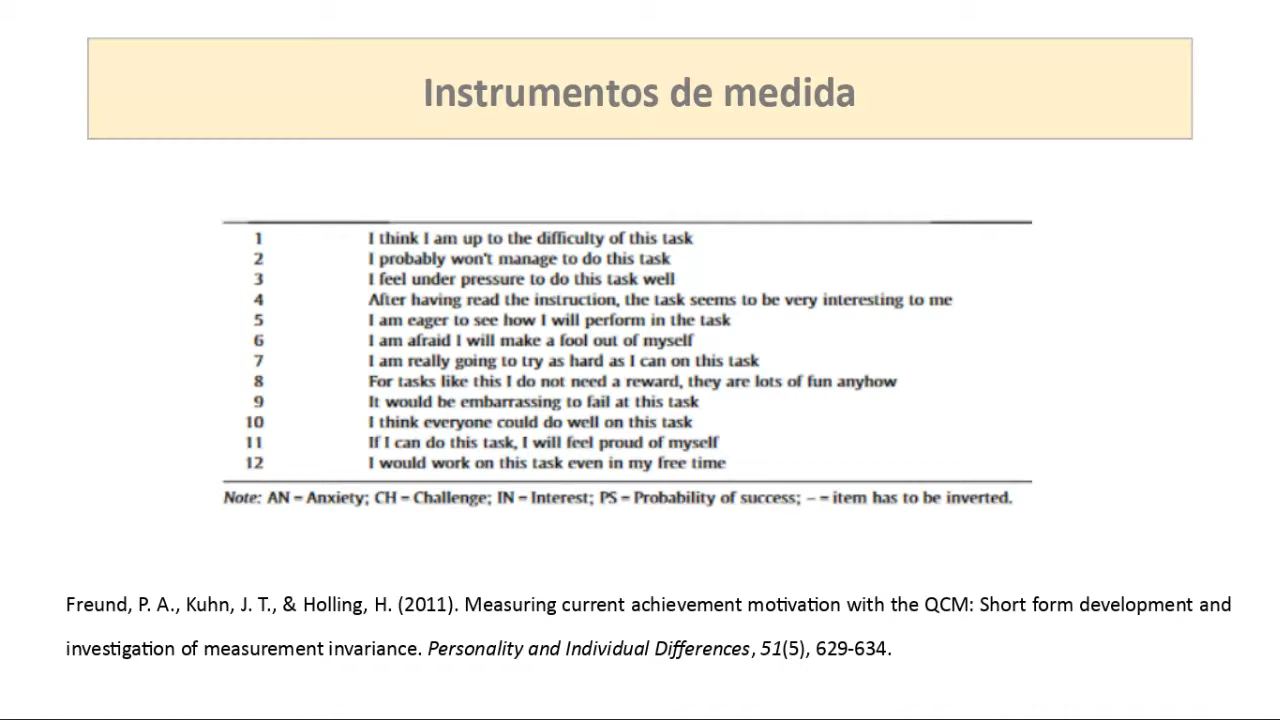 Instrumentos de medida
1 I think I am up to the difficulty of this task
2 I probably won't manage to do this task
3 I feel under pressure to do this task well
4 After having read the instruction, the task seems to be very interesting to me
5 I am eager to see how I will perform in the task
6 I am afraid I will make a fool out of myself
7 I am really going to try as hard as I can on this task
8 For tasks like this I do not need a reward, they are lots of fun anyhow
9 It would be embarrassing to fail at this task
10 I think everyone could do well on this task
11 If I can do this task, I will feel proud of myself
12 I would work on this task even in my free time
Note: AN = Anxiety; CH = Challenge; IN = Interest; PS = Probability of success; – = item has to be inverted.
Freund, P. A., Kuhn, J. T., & Holling, H. (2011). Measuring current achievement motivation with the QCM: Short form development and
investigation of measurement invariance. Personality and Individual Differences, 51(5), 629-634.